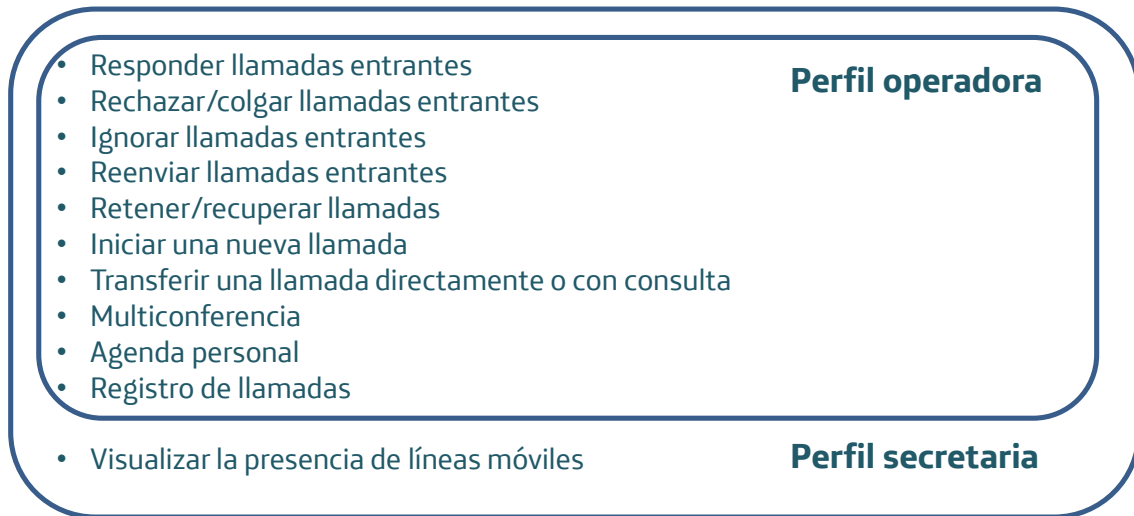 • Responder llamadas entrantes
Perfil operadora
• Rechazar/colgar llamadas entrantes
• Ignorar llamadas entrantes
• Reenviar llamadas entrantes
• Retener/recuperar llamadas
• Iniciar una nueva llamada
• Transferir una llamada directamente o con consulta
• Multiconferencia
• Agenda personal
• Registro de llamadas
• Visualizar la presencia de líneas móviles
Perfil secretaria